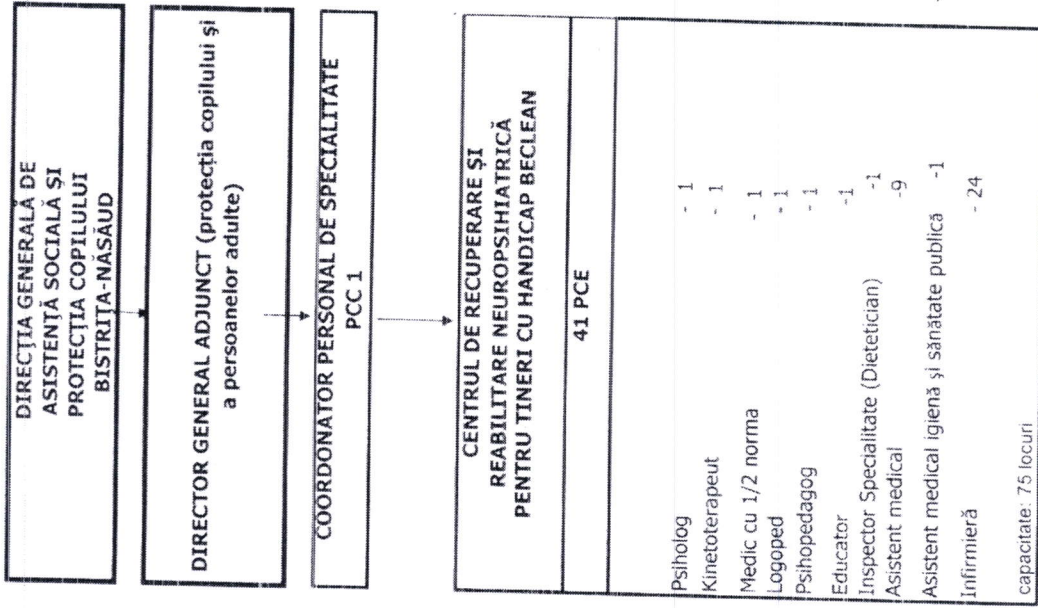 DIRECȚIA GENERALĂ DE
ASISTENȚĂ SOCIALĂ ȘI
PROTECȚIA COPILULUI
BISTRIȚA-NĂSĂUD
DIRECTOR GENERAL ADJUNCT (protecția copilului și
a persoanelor adulte)
COORDONATOR PERSONAL DE SPECIALITATE
PCC 1
CENTRUL DE RECUPERARE ȘI
REABILITARE NEUROPSIHIATRICĂ
PENTRU TINERI CU HANDICAP BECLEAN
41 PCE
Psiholog - 1
Kinetoterapeut - 1
Medic cu 1/2 norma - 1
Logoped - 1
Psihopedagog - 1
Educator -1
Inspector Specialitate (Dietetician) -1
Asistent medical -9
Asistent medical igienă și sănătate publică -1
Infirmieră - 24
capacitate: 75 locuri